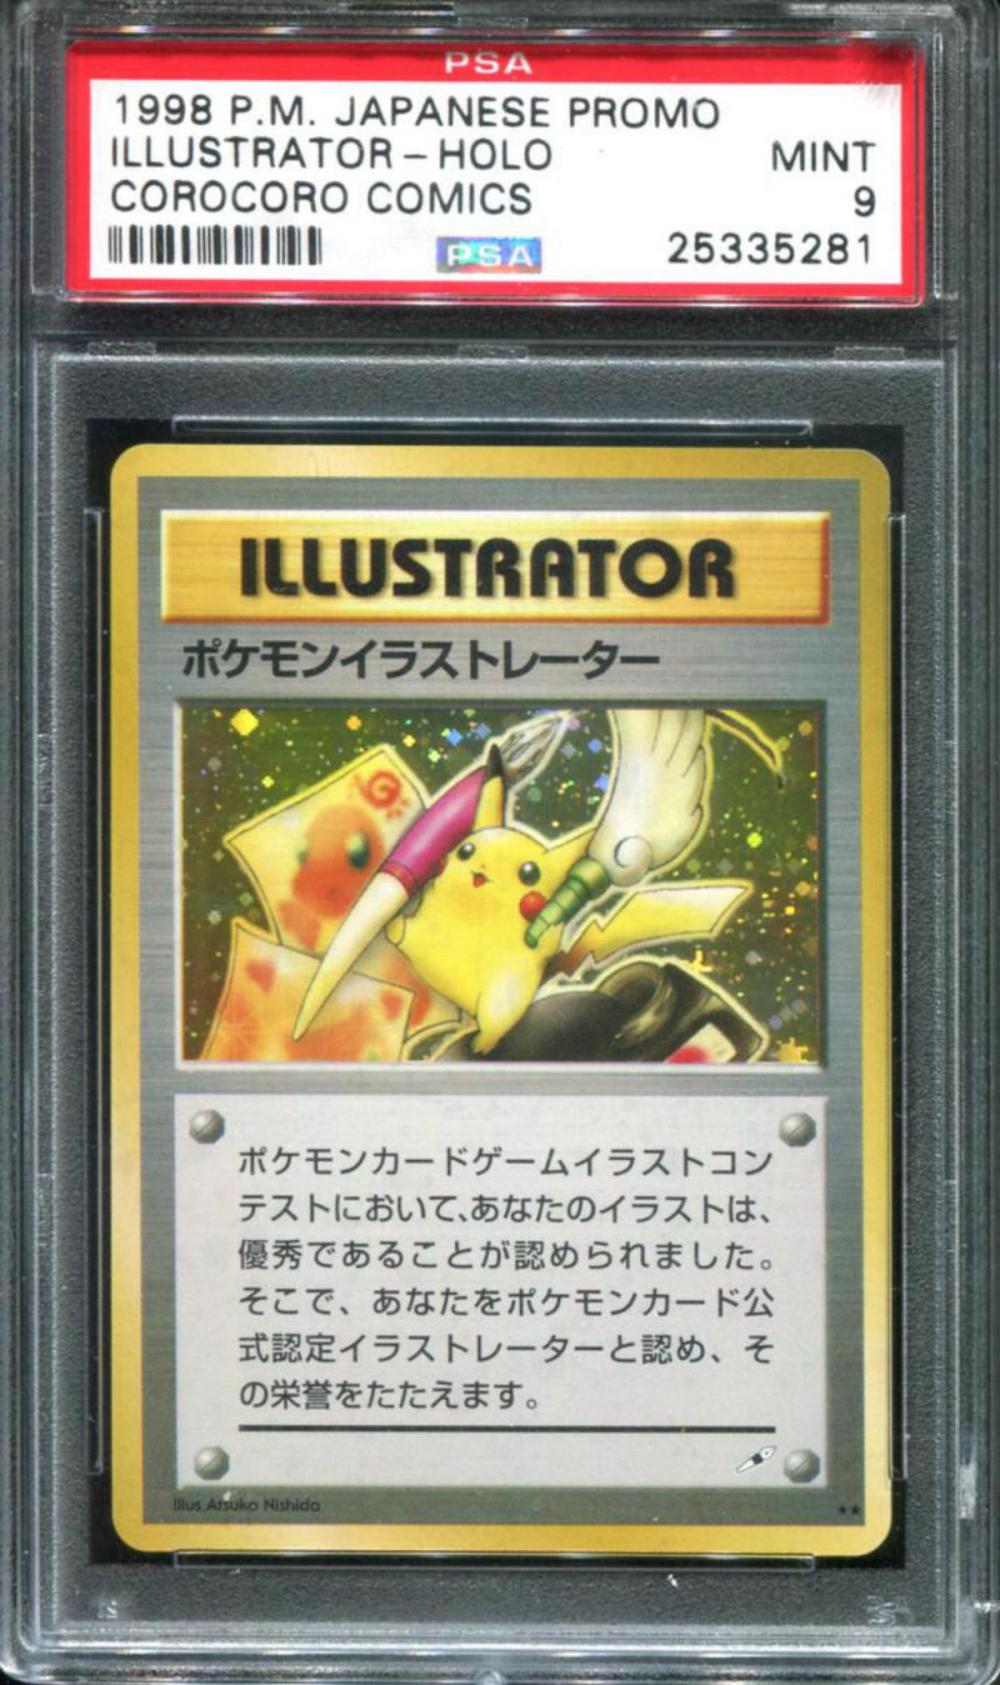 PSA
1998 P.M. JAPANESE PROMO
ILLUSTRATOR - HOLO
MINT
COROCORO COMICS
9
PSA
25335281
ILLUSTRATOR
ポケモンイラストレーター
ポケモンカードゲームイラストコン
テストにおいて、あなたのイラストは、
優秀であることが認められました。
そこで、あなたをポケモンカード公
式認定イラストレーターと認め、そ
の栄誉をたたえます。
Illus. Atsuko Nishida
★★